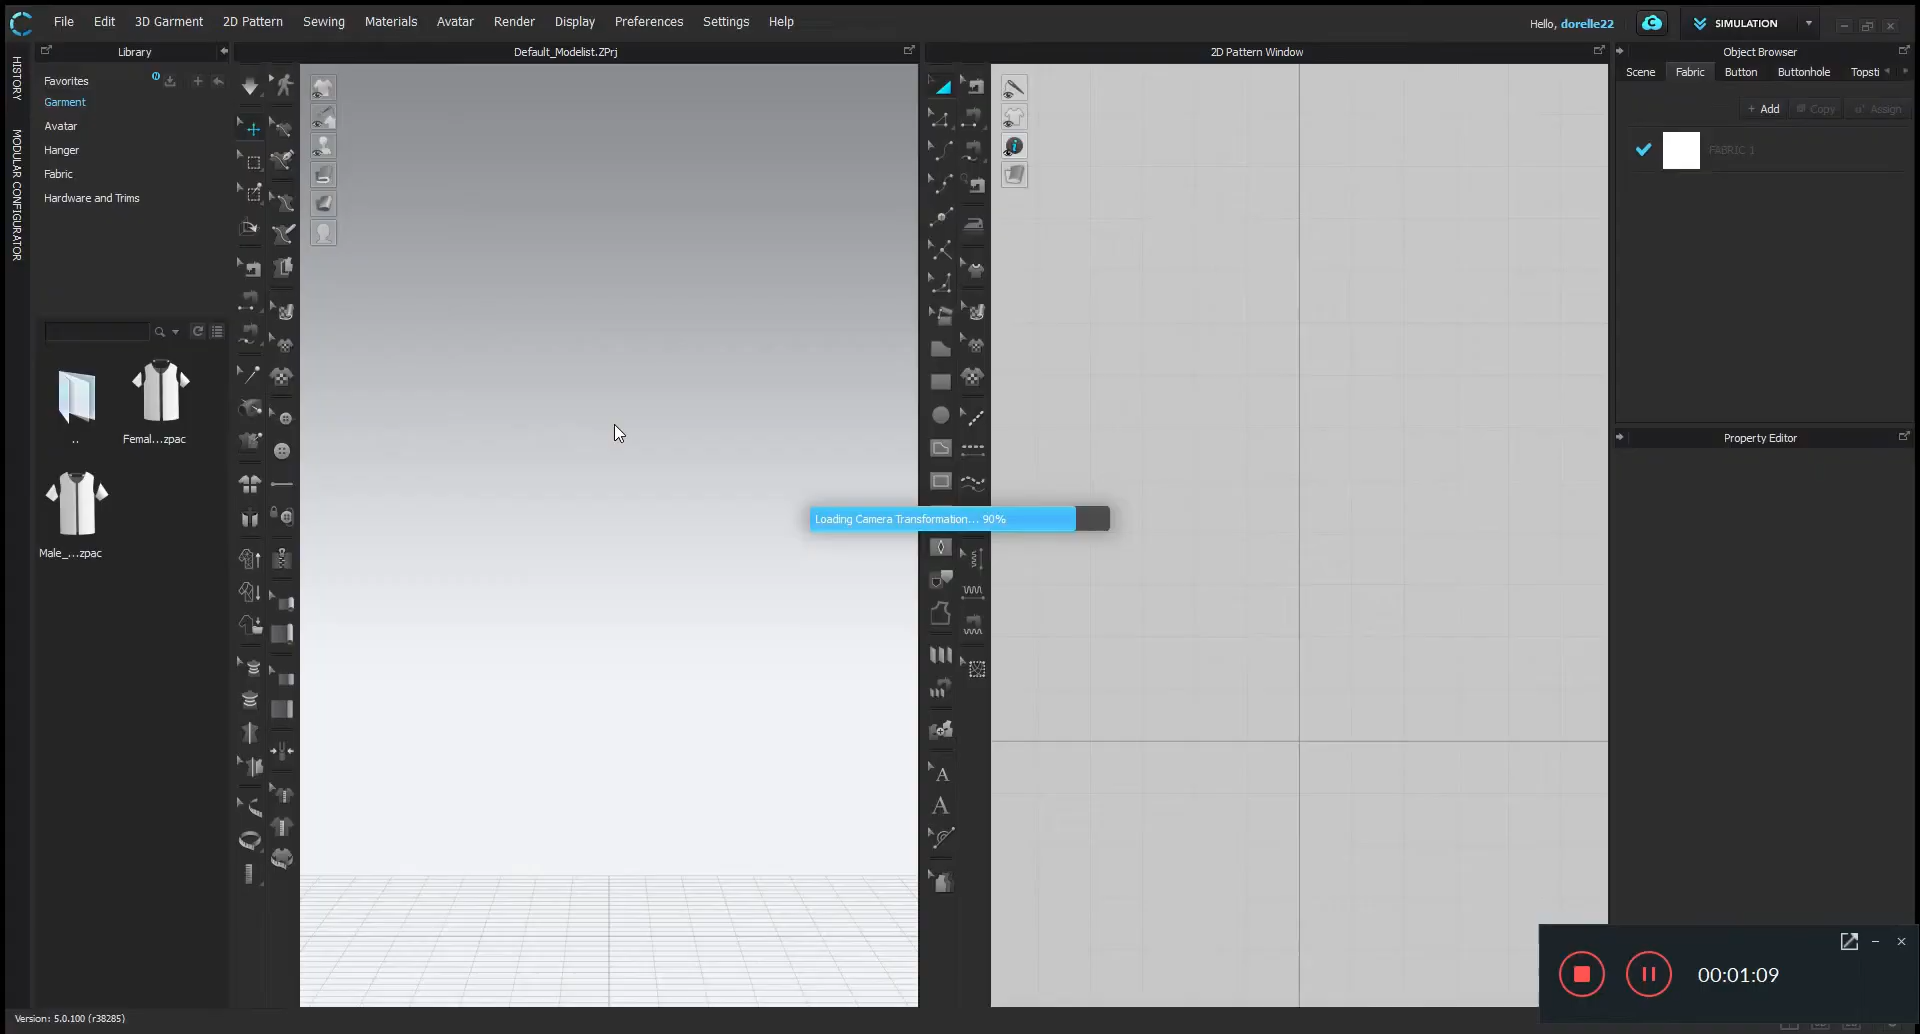 File Edit 3D Garment 2D Pattern Sewing Materials Avatar Render Display Preferences Settings Help
Hello, dorelle22
SIMULATION
Library
Default_Modelist.ZPrj
2D Pattern Window
Object Browser
HISTORY
MODULAR CONFIGURATOR
Favorites
Garment
Avatar
Hanger
Fabric
Hardware and Trims
..
Femal...zpac
Male_...zpac
Scene Fabric Button Buttonhole Topsti
+ Add Copy Assign
FABRIC 1
Property Editor
Loading Camera Transformation... 90%
A
A
00:01:09
Version: 5.0.100 (r38285)